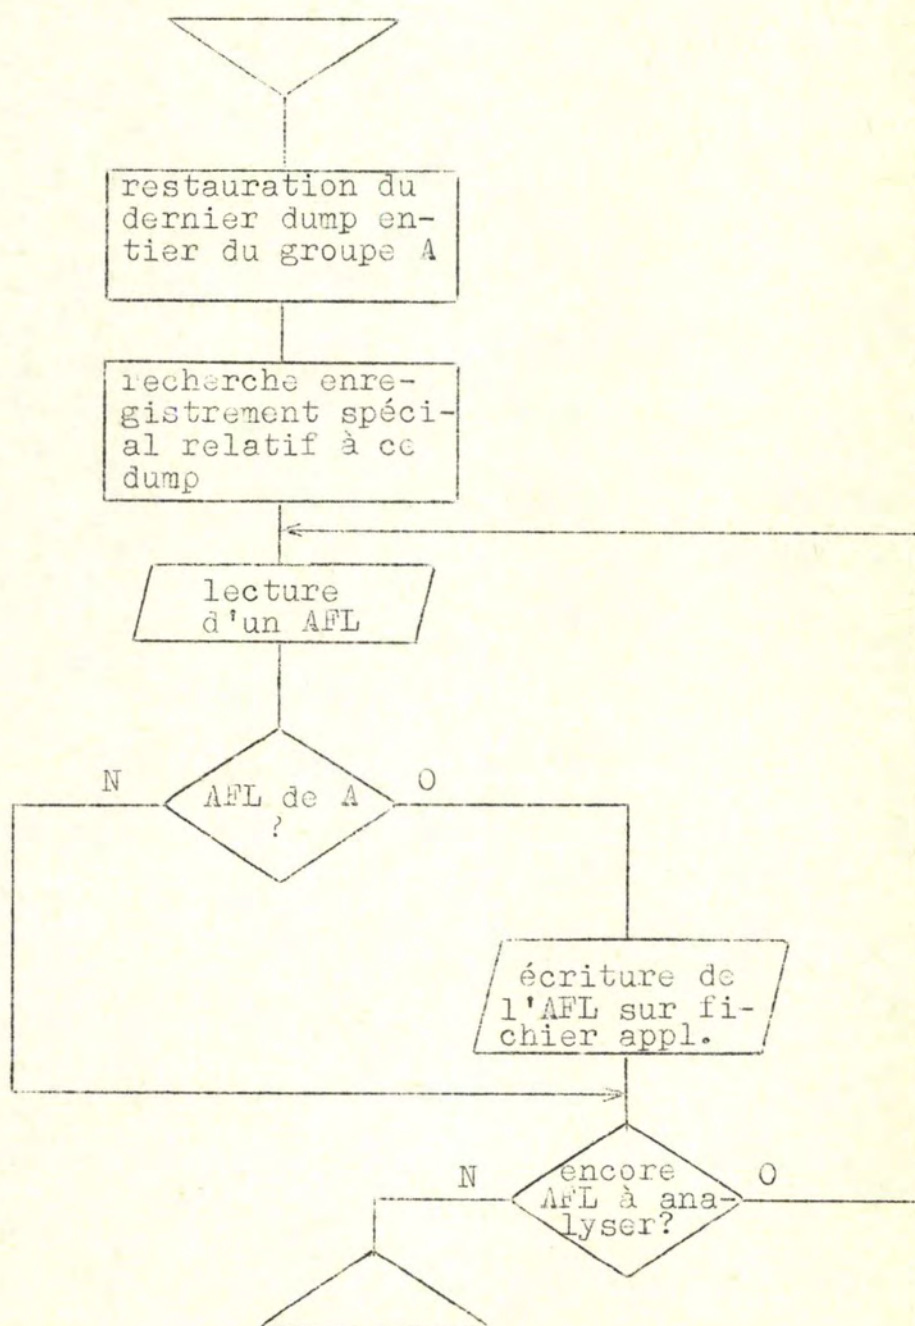 restauration du
dernier dump en-
tier du groupe A
recherche enre-
gistrement spéci-
al relatif à ce
dump
lecture
d'un AFL
N
AFL de A
?
O
écriture de
l'AFL sur fi-
chier appl.
N
encore
AFL à ana-
lyser?
O